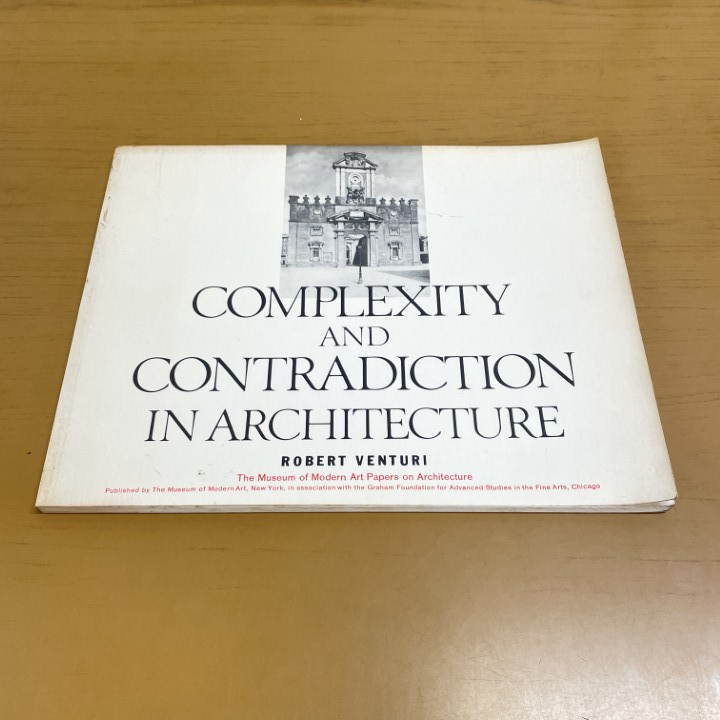 COMPLEXITY
AND
CONTRADICTION
IN ARCHITECTURE
ROBERT VENTURI
The Museum of Modern Art Papers on Architecture
Published by The Museum of Modern Art, New York, in association with the Graham Foundation for Advanced Studies in the Fine Arts, Chicago